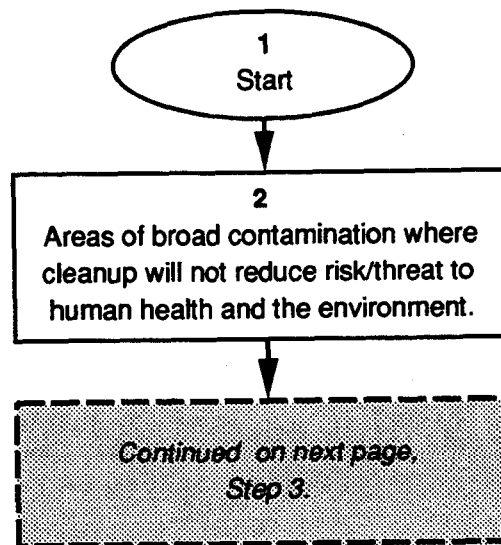 1
Start
2
Areas of broad contamination where
cleanup will not reduce risk/threat to
human health and the environment.
Continued on next page,
Step 3.